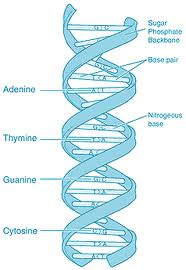 Sugar
Phosphate
Backbone
G C
Base pair
T A
Adenine
A T
Nitrogeous
base
Thymine
T A
Guanine
G C
T A
Cytosine
T A